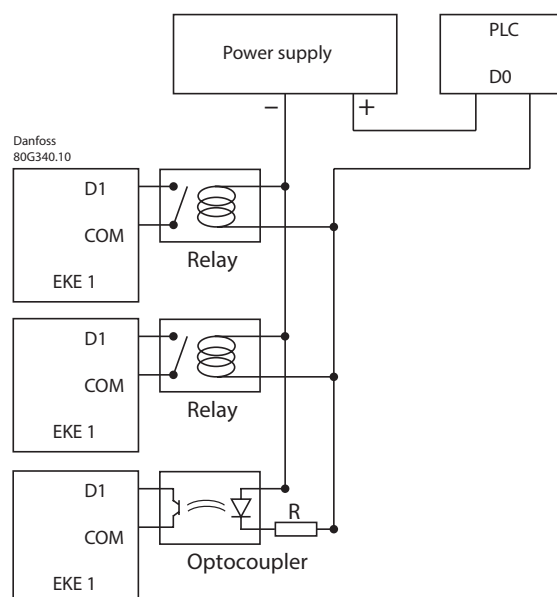 Power supply
PLC
D0
− +
Danfoss
80G340.10
D1
COM
EKE 1
Relay
D1
COM
EKE 1
Relay
D1
COM
EKE 1
R
Optocoupler